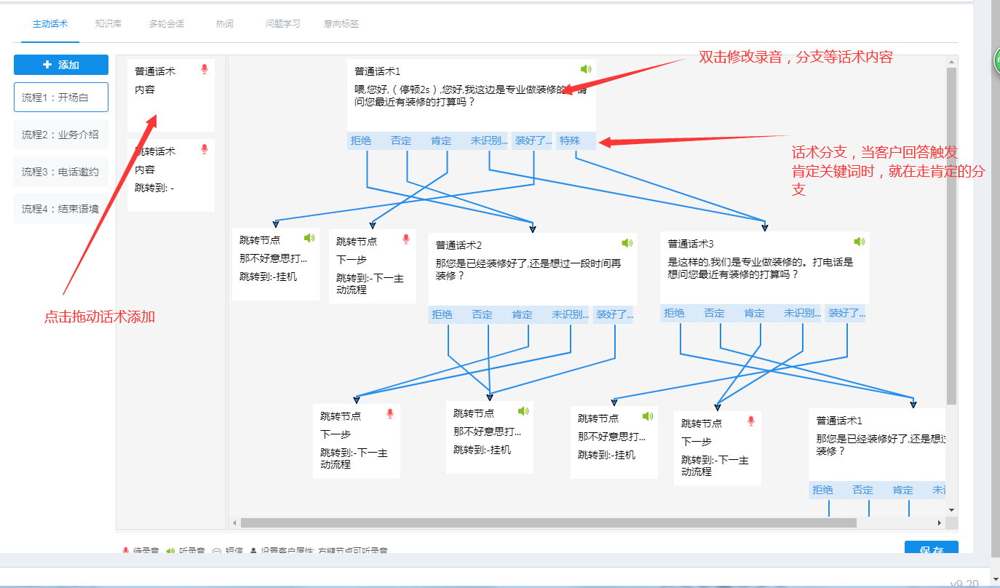 主动话术 知识库 多轮会话 热词 问题学习 意向标签
添加
流程1：开场白
流程2：业务介绍
流程3：电话邀约
流程4：结束语境
普通话术
内容
跳转话术
内容
跳转到: -
点击拖动话术添加
双击修改录音，分支等话术内容
普通话术1
喂,您好,（停顿2s）,您好,我这边是专业做装修的 请
问您最近有装修的打算吗？
拒绝 否定 肯定 未识别... 装好了... 特殊
话术分支，当客户回答触发
肯定关键词时，就在走肯定的分
支
跳转节点
那不好意思打...
跳转到:-挂机
跳转节点
下一步
跳转到:-下一主
动流程
普通话术2
那您是已经装修好了,还是想过一段时间再
装修？
拒绝 否定 肯定 未识别... 装好了...
普通话术3
是这样的,我们是专业做装修的。打电话是
想问您最近有装修的打算吗？
拒绝 否定 肯定 未识别... 装好了...
跳转节点
下一步
跳转到:-下一主
动流程
跳转节点
那不好意思打...
跳转到:-挂机
跳转节点
那不好意思打...
跳转到:-挂机
跳转节点
下一步
跳转到:-下一主
动流程
普通话术1
那您是已经装修好了,还是想过
装修？
拒绝 否定 肯定 未
待录音 听录音 短信 设置客户属性: 右键节点可听录音
保存
v9.20